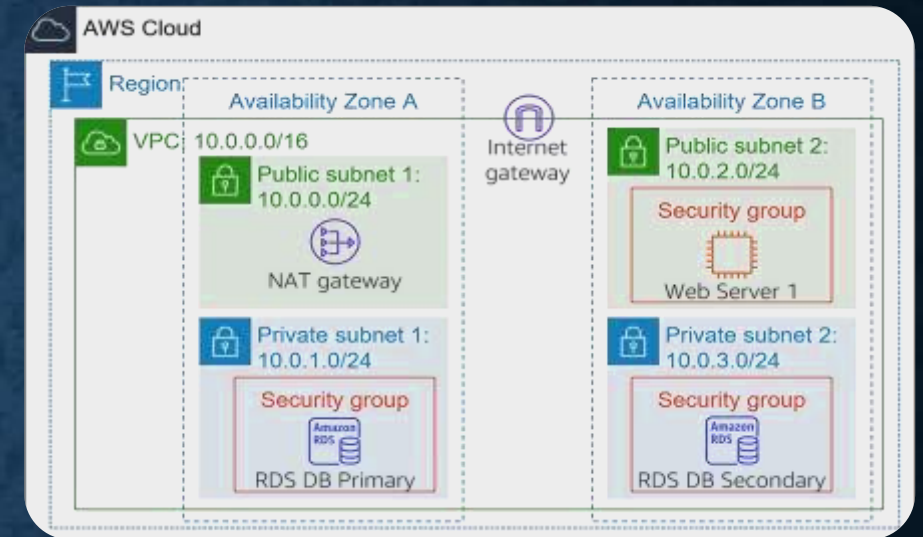 AWS Cloud
Region
Availability Zone A
Availability Zone B
VPC 10.0.0.0/16
Internet
gateway
Public subnet 1:
10.0.0.0/24
NAT gateway
Public subnet 2:
10.0.2.0/24
Security group
Web Server 1
Private subnet 1:
10.0.1.0/24
Security group
Amazon
RDS
RDS DB Primary
Private subnet 2:
10.0.3.0/24
Security group
Amazon
RDS
RDS DB Secondary